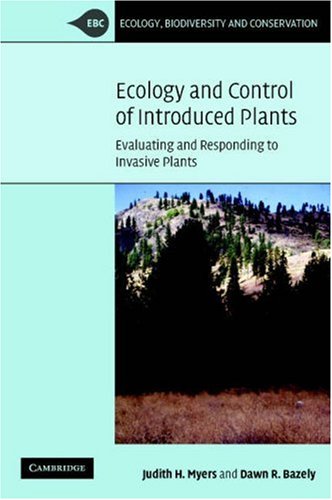 EBC ECOLOGY, BIODIVERSITY AND CONSERVATION
Ecology and Control
of Introduced Plants
Evaluating and Responding to
Invasive Plants
CAMBRIDGE
Judith H. Myers and Dawn R. Bazely